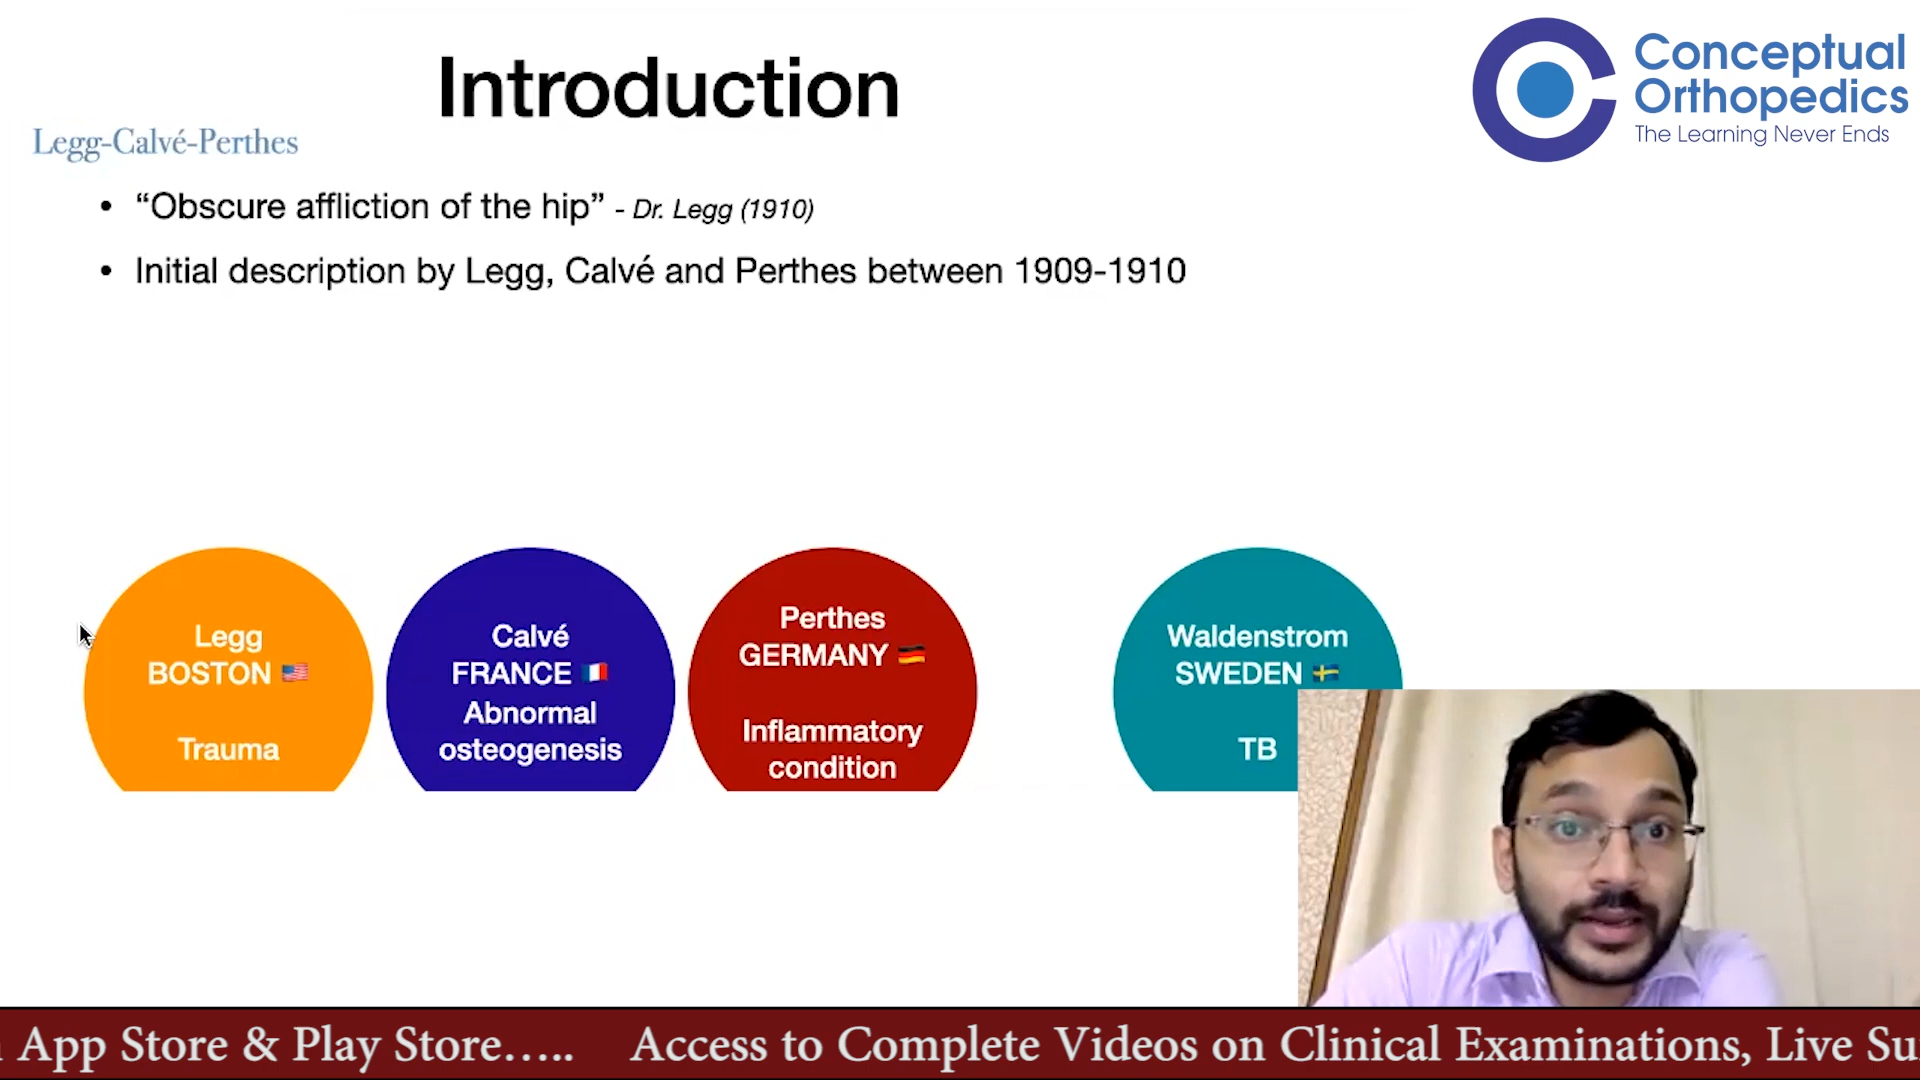 Introduction
Conceptual
Orthopedics
The Learning Never Ends
Legg-Calvé-Perthes
• “Obscure affliction of the hip” - Dr. Legg (1910)
• Initial description by Legg, Calvé and Perthes between 1909-1910
Legg
BOSTON 🇺🇸
Trauma
Calvé
FRANCE 🇫🇷
Abnormal
osteogenesis
Perthes
GERMANY 🇩🇪
Inflammatory
condition
Waldenstrom
SWEDEN 🇸🇪
TB
App Store & Play Store..... Access to Complete Videos on Clinical Examinations, Live Su